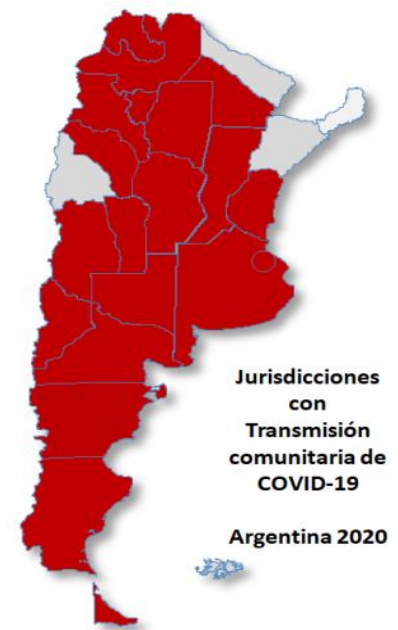 Jurisdicciones
con
Transmisión
comunitaria de
COVID-19
Argentina 2020